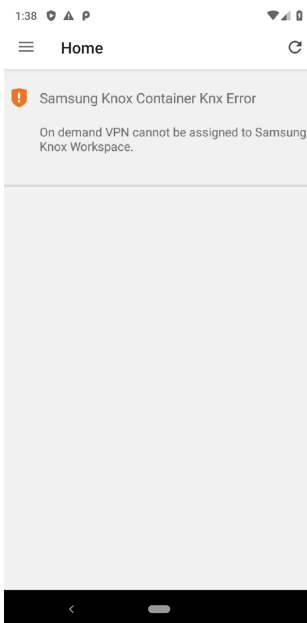 1:38
Home
Samsung Knox Container Knx Error
On demand VPN cannot be assigned to Samsung
Knox Workspace.